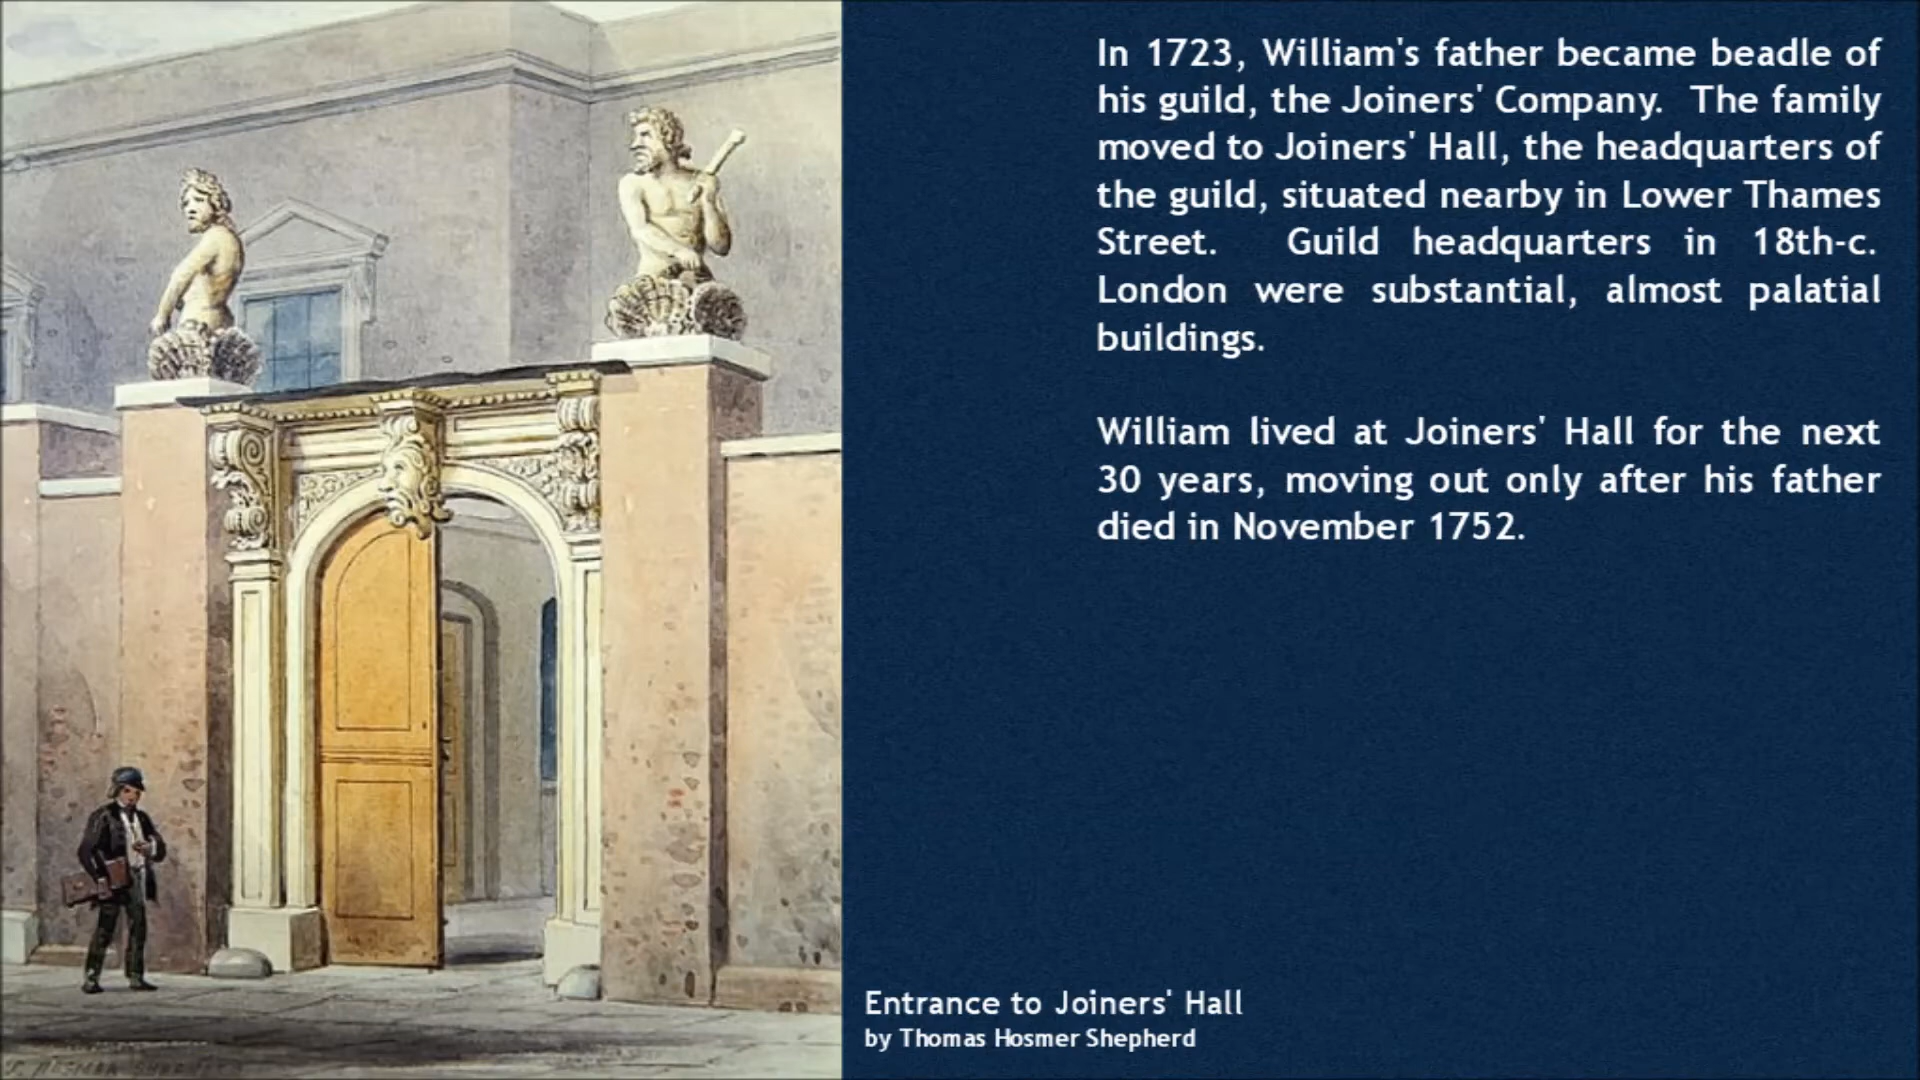 In 1723, William's father became beadle of
his guild, the Joiners' Company.  The family
moved to Joiners' Hall, the headquarters of
the guild, situated nearby in Lower Thames
Street.  Guild headquarters in 18th-c.
London were substantial, almost palatial
buildings.
William lived at Joiners' Hall for the next
30 years, moving out only after his father
died in November 1752.
Entrance to Joiners' Hall
by Thomas Hosmer Shepherd